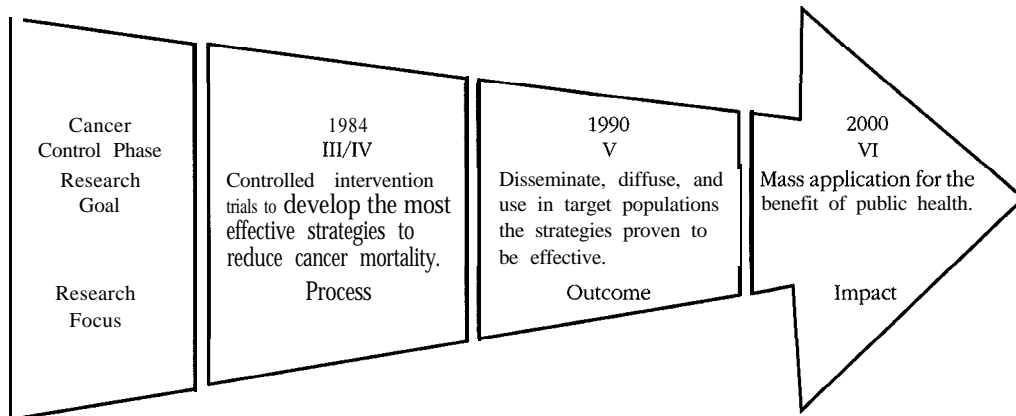 Cancer
Control Phase
Research
Goal
Research
Focus
1984
III/IV
Controlled intervention
trials to develop the most
effective strategies to
reduce cancer mortality.
Process
1990
V
Disseminate, diffuse, and
use in target populations
the strategies proven to
be effective.
Outcome
2000
VI
Mass application for the
benefit of public health.
Impact